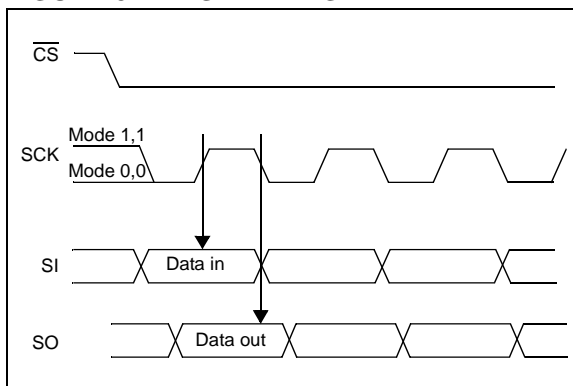 CS
Mode 1,1
SCK
Mode 0,0
SI
Data in
SO
Data out